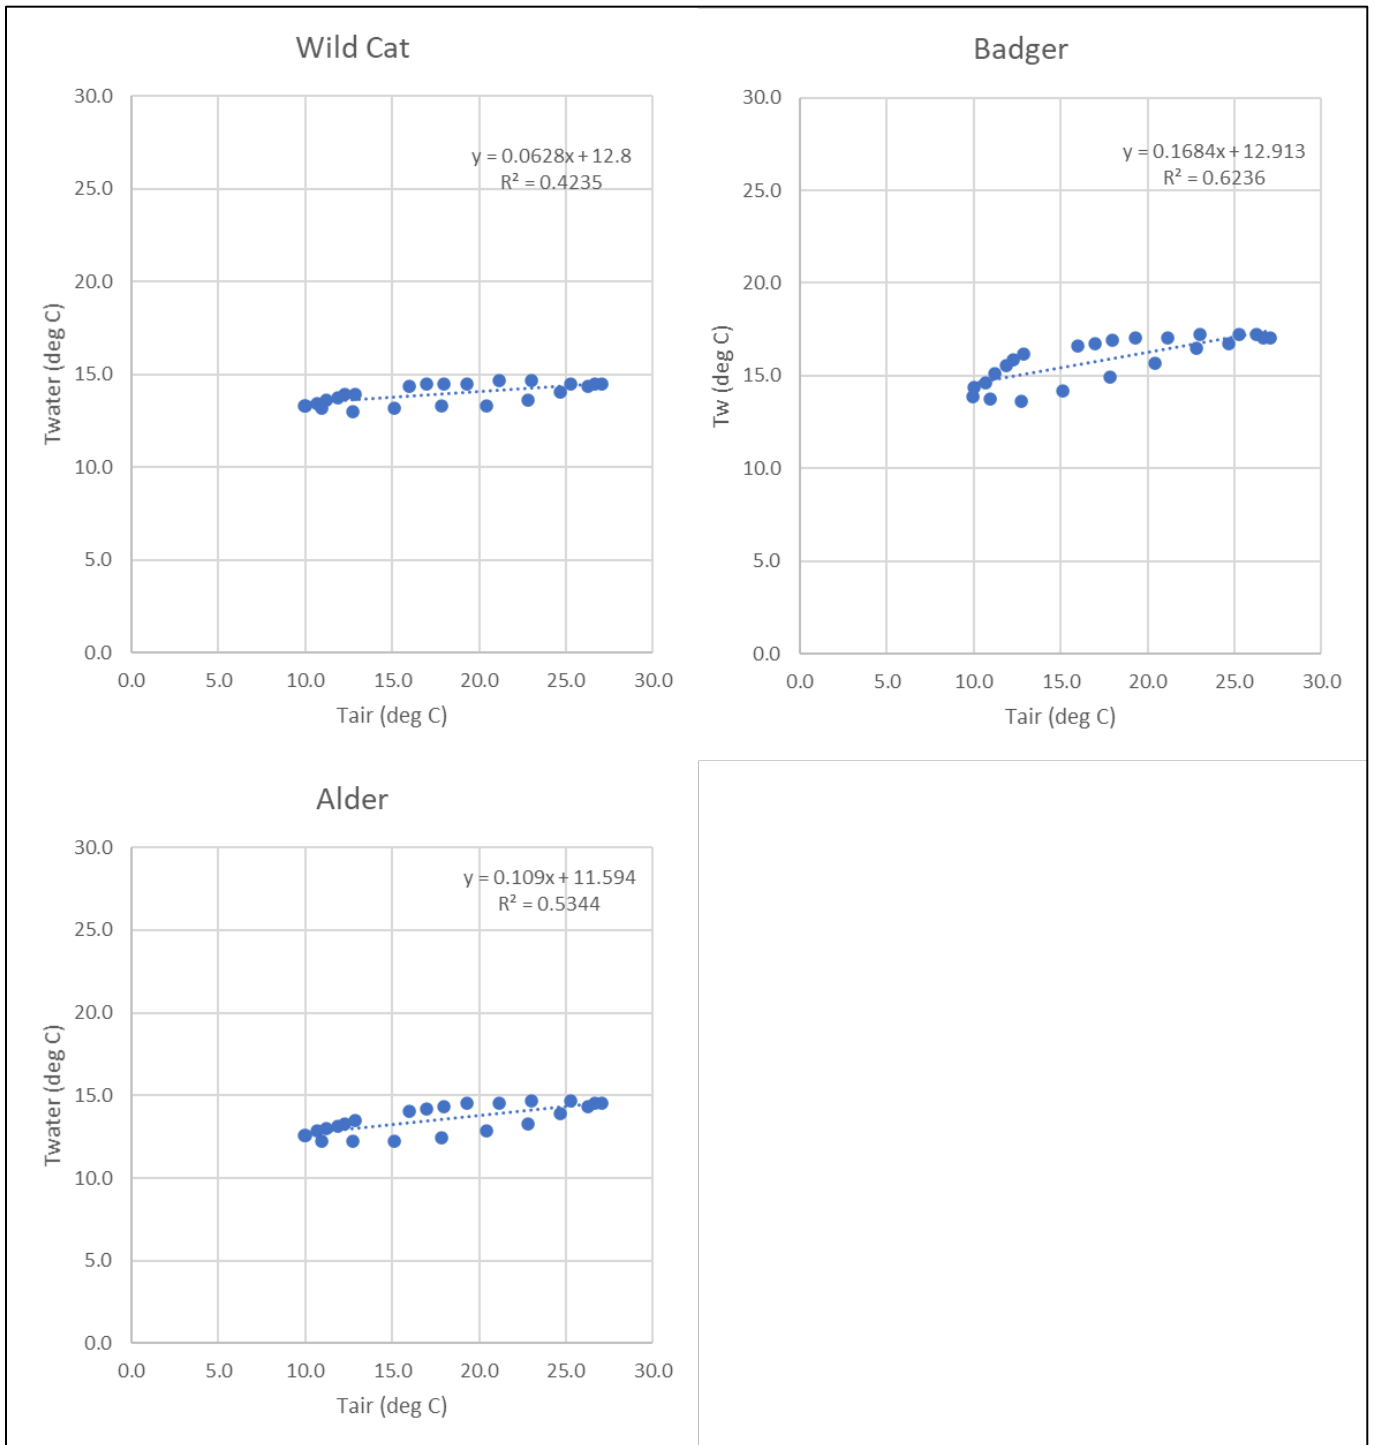 Wild Cat
30.0
25.0
20.0
15.0
10.0
5.0
0.0
0.0 5.0 10.0 15.0 20.0 25.0 30.0
Twater (deg C)
Tair (deg C)
y = 0.0628x + 12.8
R² = 0.4235
Badger
30.0
25.0
20.0
15.0
10.0
5.0
0.0
0.0 5.0 10.0 15.0 20.0 25.0 30.0
Tw (deg C)
Tair (deg C)
y = 0.1684x + 12.913
R² = 0.6236
Alder
30.0
25.0
20.0
15.0
10.0
5.0
0.0
0.0 5.0 10.0 15.0 20.0 25.0 30.0
Twater (deg C)
Tair (deg C)
y = 0.109x + 11.594
R² = 0.5344